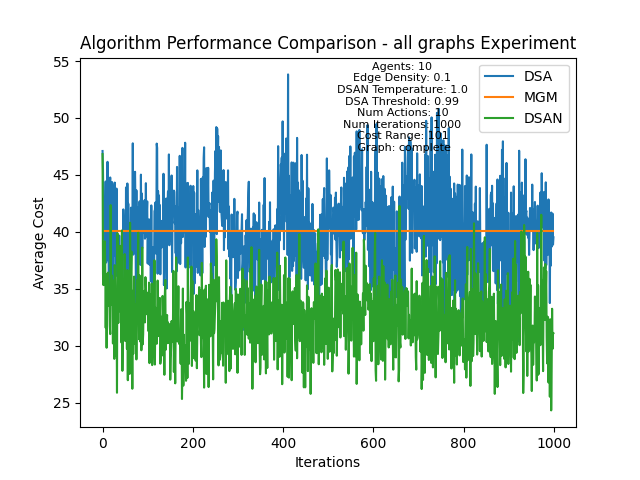 Algorithm Performance Comparison - all graphs Experiment
Agents: 10
Edge Density: 0.1
DSAN Temperature: 1.0
DSA Threshold: 0.99
Num Actions: 10
Num Iterations: 1000
Cost Range: 101
Graph: complete
DSA
MGM
DSAN
Average Cost
55
50
45
40
35
30
25
0
200
400
600
800
1000
Iterations